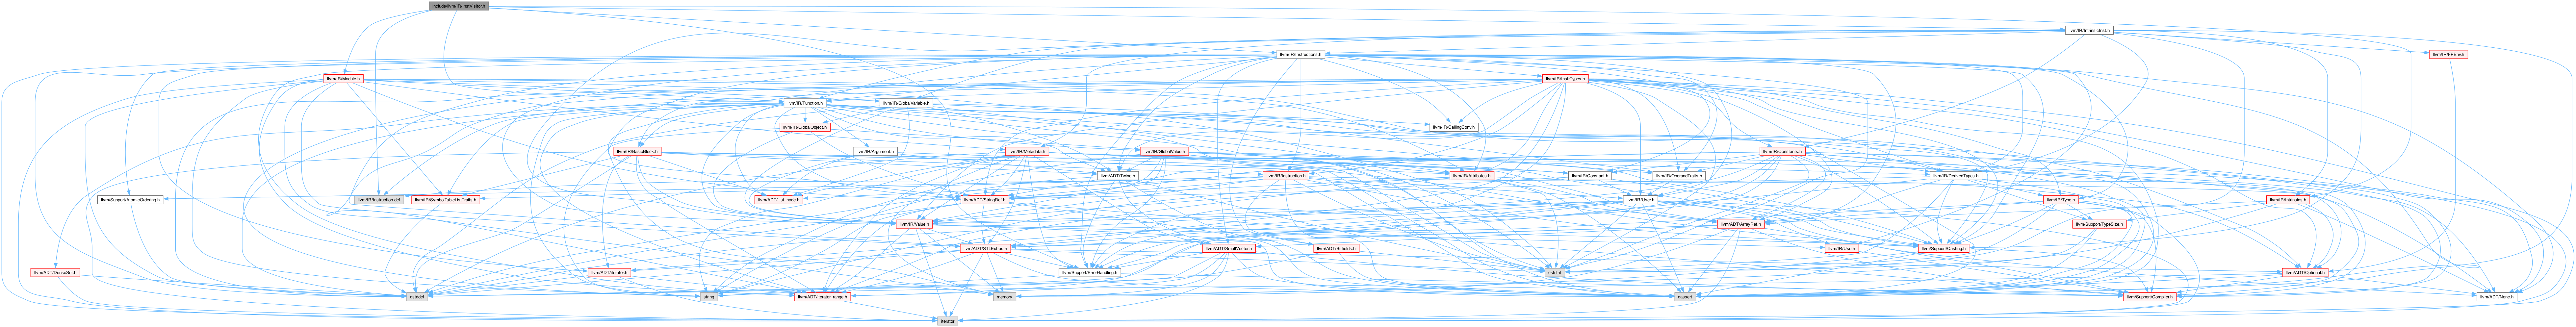 include/llvm/IR/InstVisitor.h
llvm/IR/IntrinsicInst.h
llvm/IR/Instructions.h
llvm/IR/FPEnv.h
llvm/IR/Module.h
llvm/IR/InstrTypes.h
llvm/IR/Function.h
llvm/IR/GlobalVariable.h
llvm/IR/GlobalObject.h
llvm/IR/CallingConv.h
llvm/IR/BasicBlock.h
llvm/IR/Argument.h
llvm/IR/Metadata.h
llvm/IR/GlobalValue.h
llvm/IR/Constants.h
llvm/ADT/Twine.h
llvm/IR/Instruction.h
llvm/IR/Attributes.h
llvm/IR/Constant.h
llvm/IR/OperandTraits.h
llvm/IR/DerivedTypes.h
llvm/Support/AtomicOrdering.h
llvm/IR/Instruction.def
llvm/IR/SymbolTableListTraits.h
llvm/ADT/ilist_node.h
llvm/ADT/StringRef.h
llvm/IR/User.h
llvm/IR/Type.h
llvm/IR/Intrinsics.h
llvm/IR/Value.h
llvm/ADT/ArrayRef.h
llvm/Support/TypeSize.h
llvm/ADT/STLExtras.h
llvm/ADT/SmallVector.h
llvm/ADT/Bitfields.h
llvm/IR/Use.h
llvm/Support/Casting.h
llvm/ADT/DenseSet.h
llvm/ADT/iterator.h
llvm/Support/ErrorHandling.h
cstdint
llvm/ADT/Optional.h
cstddef
string
llvm/ADT/iterator_range.h
memory
cassert
llvm/Support/Compiler.h
llvm/ADT/None.h
iterator